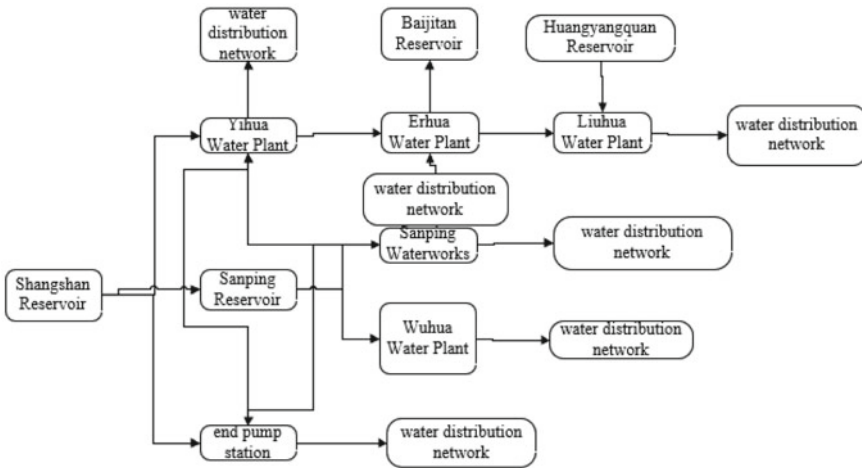 water
distribution
network
Baijitan
Reservoir
Huangyangquan
Reservoir
Yihua
Water Plant
Erhua
Water Plant
Liuhua
Water Plant
water distribution
network
water distribution
network
Sanping
Waterworks
water distribution
network
Shangshan
Reservoir
Sanping
Reservoir
Wuhua
Water Plant
water distribution
network
end pump
station
water distribution
network